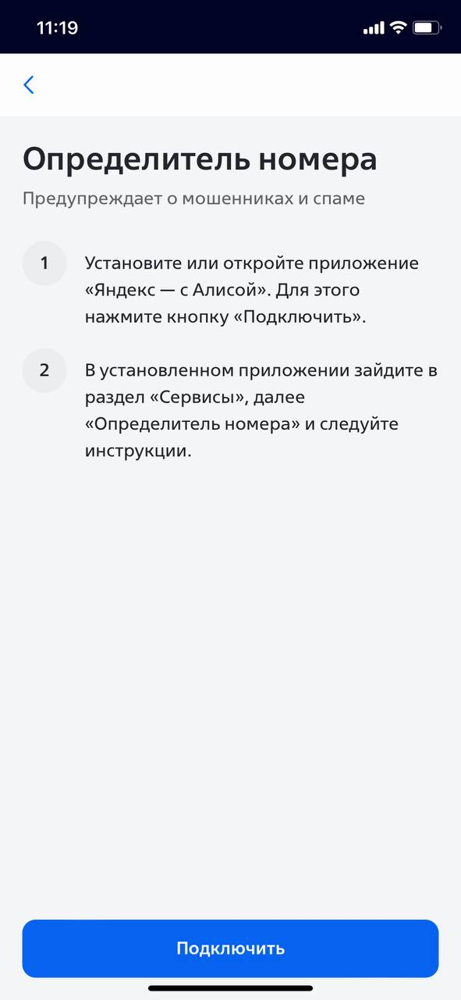 11:19
Определитель номера
Предупреждает о мошенниках и спаме
1
Установите или откройте приложение
«Яндекс — с Алисой». Для этого
нажмите кнопку «Подключить».
2
В установленном приложении зайдите в
раздел «Сервисы», далее
«Определитель номера» и следуйте
инструкции.
Подключить